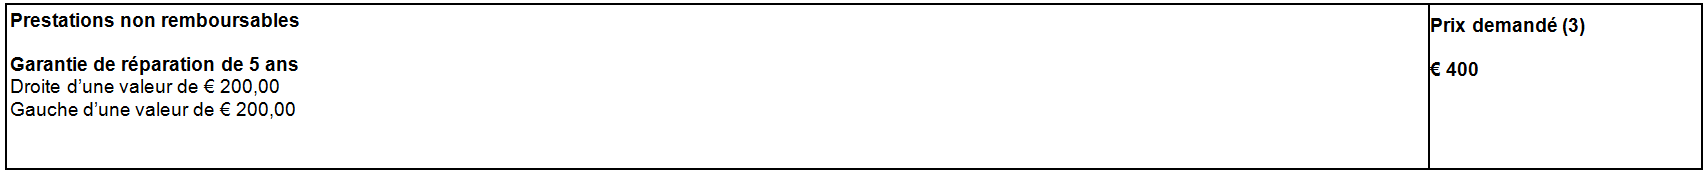 Prestations non remboursables
Garantie de réparation de 5 ans
Droite d’une valeur de € 200,00
Gauche d’une valeur de € 200,00
Prix demandé (3)
€ 400